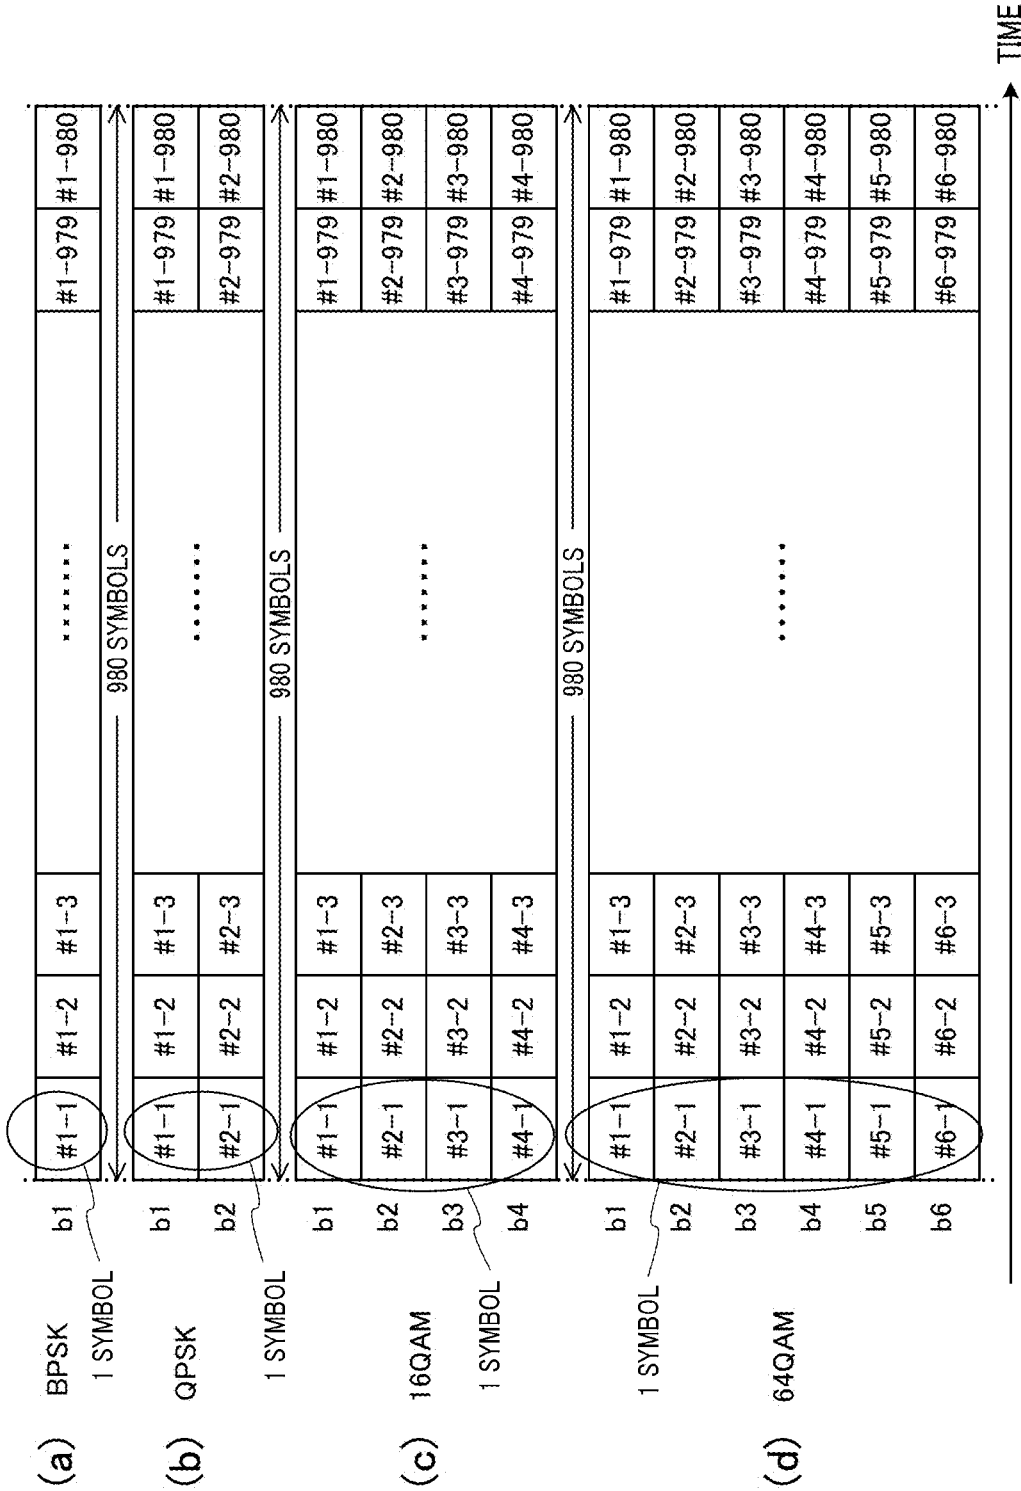 (a) BPSK
1 SYMBOL
b1 #1-1 #1-2 #1-3 ....... #1-979 #1-980
980 SYMBOLS
(b) QPSK
1 SYMBOL
b1 #1-1 #1-2 #1-3 #1-979 #1-980
.......
b2 #2-1 #2-2 #2-3 #2-979 #2-980
980 SYMBOLS
(c) 16QAM
1 SYMBOL
b1 #1-1 #1-2 #1-3 #1-979 #1-980
b2 #2-1 #2-2 #2-3 #2-979 #2-980
.......
b3 #3-1 #3-2 #3-3 #3-979 #3-980
b4 #4-1 #4-2 #4-3 #4-979 #4-980
980 SYMBOLS
(d) 64QAM
1 SYMBOL
b1 #1-1 #1-2 #1-3 #1-979 #1-980
b2 #2-1 #2-2 #2-3 #2-979 #2-980
b3 #3-1 #3-2 #3-3 #3-979 #3-980
.......
b4 #4-1 #4-2 #4-3 #4-979 #4-980
b5 #5-1 #5-2 #5-3 #5-979 #5-980
b6 #6-1 #6-2 #6-3 #6-979 #6-980
TIME